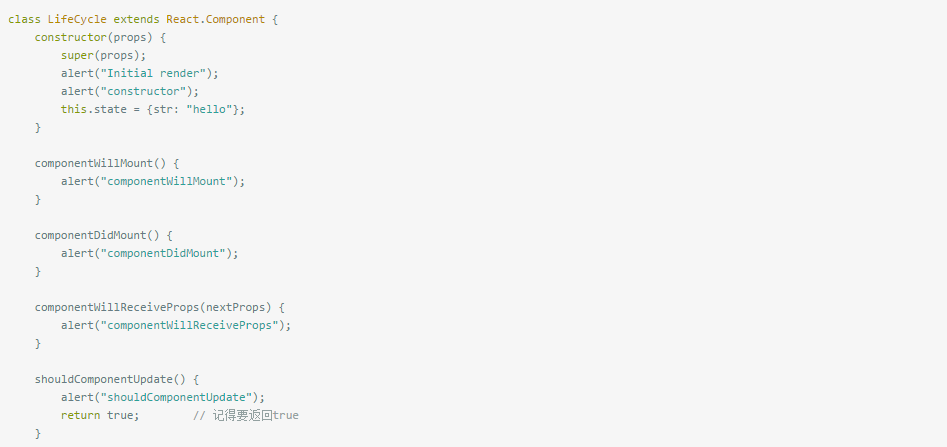 class LifeCycle extends React.Component {
    constructor(props) {
        super(props);
        alert("Initial render");
        alert("constructor");
        this.state = {str: "hello"};
    }

    componentWillMount() {
        alert("componentWillMount");
    }

    componentDidMount() {
        alert("componentDidMount");
    }

    componentWillReceiveProps(nextProps) {
        alert("componentWillReceiveProps");
    }

    shouldComponentUpdate() {
        alert("shouldComponentUpdate");
        return true;        // 记得要返回true
    }